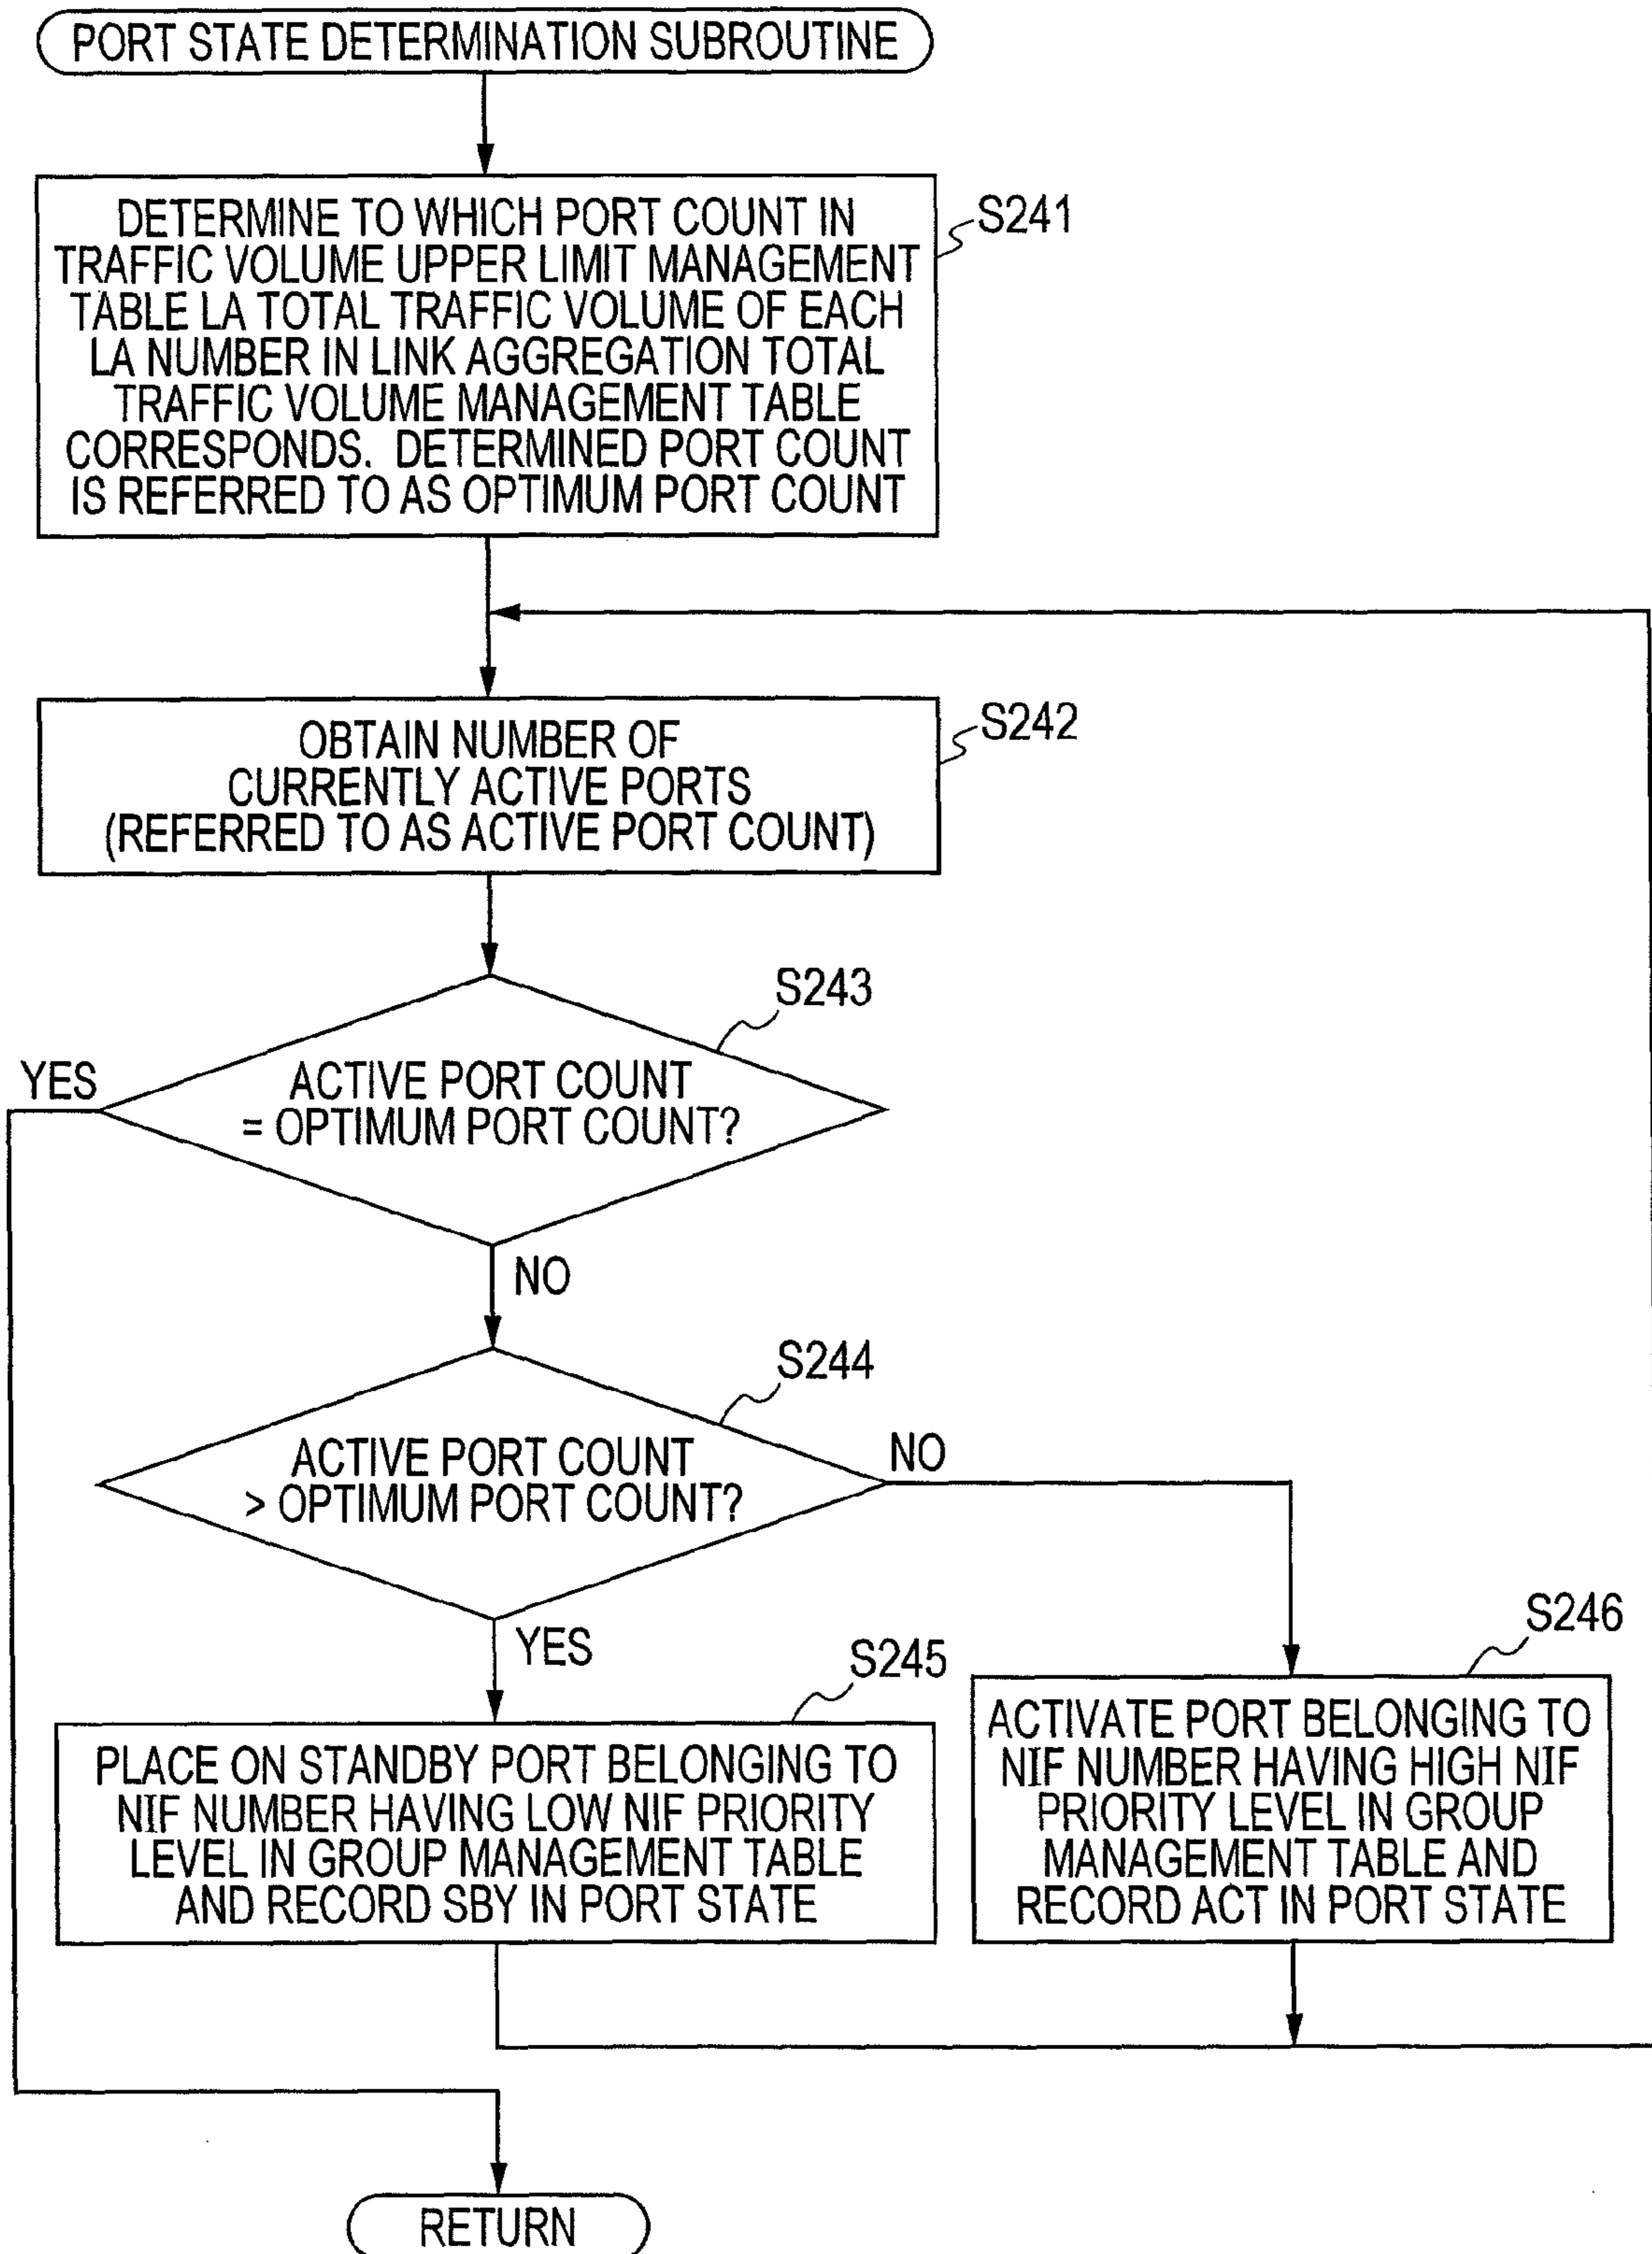 PORT STATE DETERMINATION SUBROUTINE
DETERMINE TO WHICH PORT COUNT IN
TRAFFIC VOLUME UPPER LIMIT MANAGEMENT
TABLE LA TOTAL TRAFFIC VOLUME OF EACH
LA NUMBER IN LINK AGGREGATION TOTAL
TRAFFIC VOLUME MANAGEMENT TABLE
CORRESPONDS. DETERMINED PORT COUNT
IS REFERRED TO AS OPTIMUM PORT COUNT
S241
OBTAIN NUMBER OF
CURRENTLY ACTIVE PORTS
(REFERRED TO AS ACTIVE PORT COUNT)
S242
S243
YES
ACTIVE PORT COUNT
= OPTIMUM PORT COUNT?
NO
S244
ACTIVE PORT COUNT
> OPTIMUM PORT COUNT?
NO
YES
S245
PLACE ON STANDBY PORT BELONGING TO
NIF NUMBER HAVING LOW NIF PRIORITY
LEVEL IN GROUP MANAGEMENT TABLE
AND RECORD SBY IN PORT STATE
S246
ACTIVATE PORT BELONGING TO
NIF NUMBER HAVING HIGH NIF
PRIORITY LEVEL IN GROUP
MANAGEMENT TABLE AND
RECORD ACT IN PORT STATE
RETURN